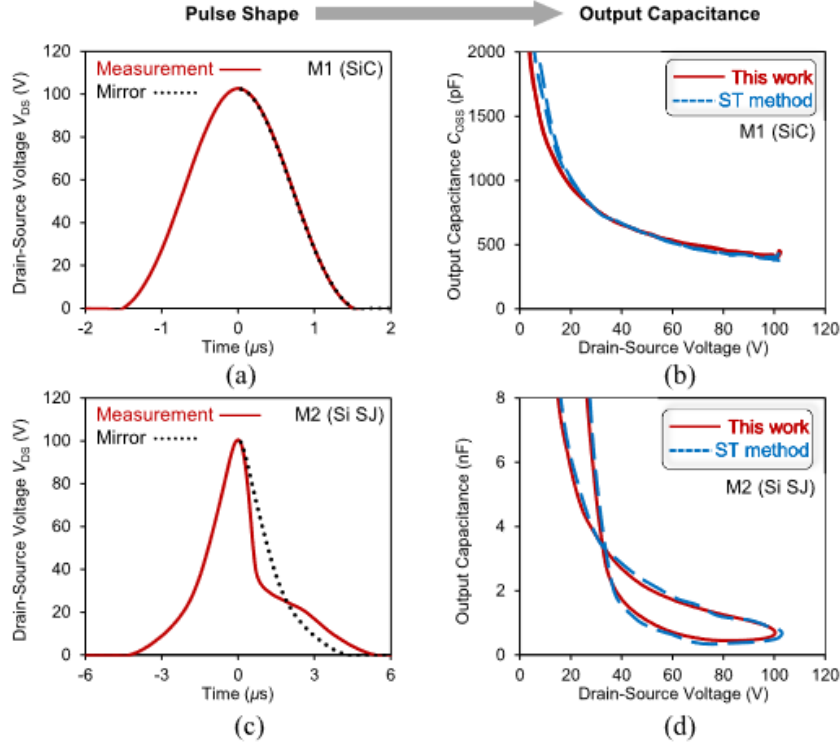 Pulse Shape
Output Capacitance
Drain-Source Voltage V_DS (V)
120
100
80
60
40
20
0
Measurement
M1 (SiC)
Mirror
-2
-1
0
1
2
Time (μs)
(a)
Output Capacitance C_OSS (pF)
2000
1500
1000
500
0
This work
ST method
M1 (SiC)
0
20
40
60
80
100
120
Drain-Source Voltage (V)
(b)
Drain-Source Voltage V_DS (V)
120
100
80
60
40
20
0
Measurement
M2 (Si SJ)
Mirror
-6
-3
0
3
6
Time (μs)
(c)
Output Capacitance (nF)
8
6
4
2
0
This work
ST method
M2 (Si SJ)
0
20
40
60
80
100
120
Drain-Source Voltage (V)
(d)